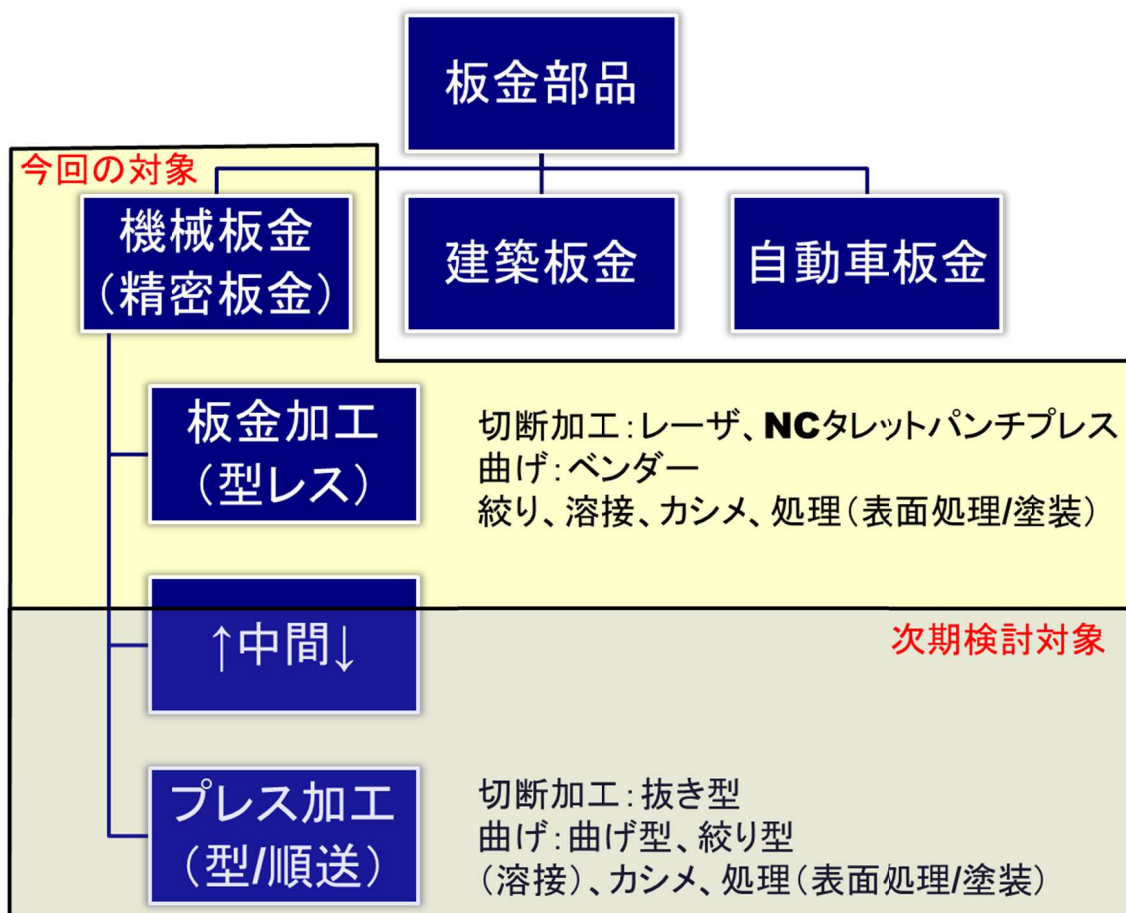 板金部品
今回の対象
機械板金
（精密板金）
建築板金
自動車板金
板金加工
（型レス）
切断加工：レーザ、NCタレットパンチプレス
曲げ：ベンダー
絞り、溶接、カシメ、処理（表面処理/塗装）
↑中間↓
次期検討対象
プレス加工
（型/順送）
切断加工：抜き型
曲げ：曲げ型、絞り型
（溶接）、カシメ、処理（表面処理/塗装）